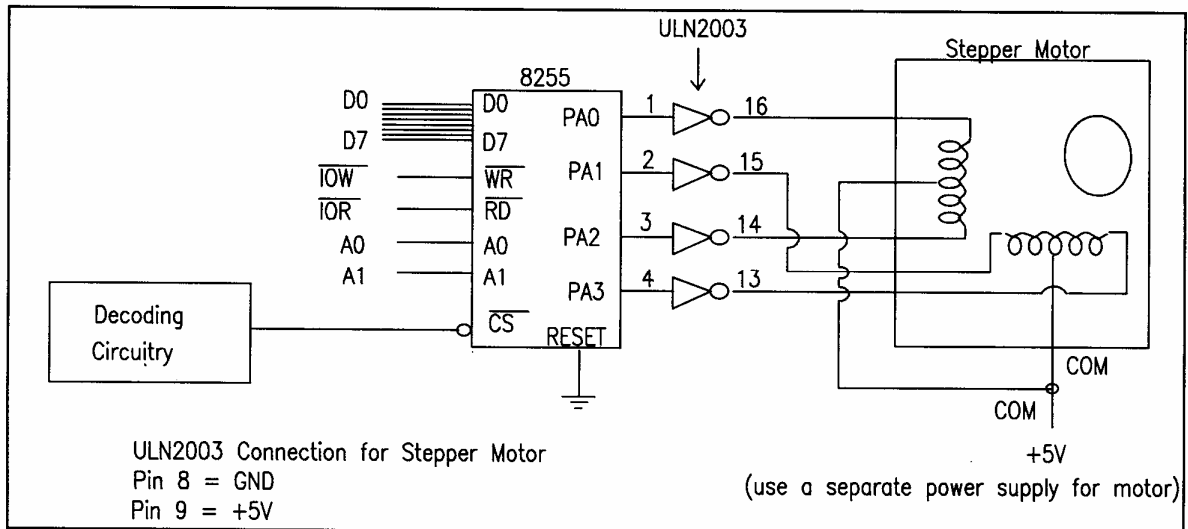 ULN2003
Stepper Motor
8255
D0
D0
PA0
1
16
D7
D7
PA1
2
15
IOW
WR
IOR
RD
PA2
3
14
A0
A0
A1
A1
PA3
4
13
Decoding
Circuitry
CS
RESET
COM
COM
+5V
ULN2003 Connection for Stepper Motor
Pin 8 = GND
Pin 9 = +5V
(use a separate power supply for motor)